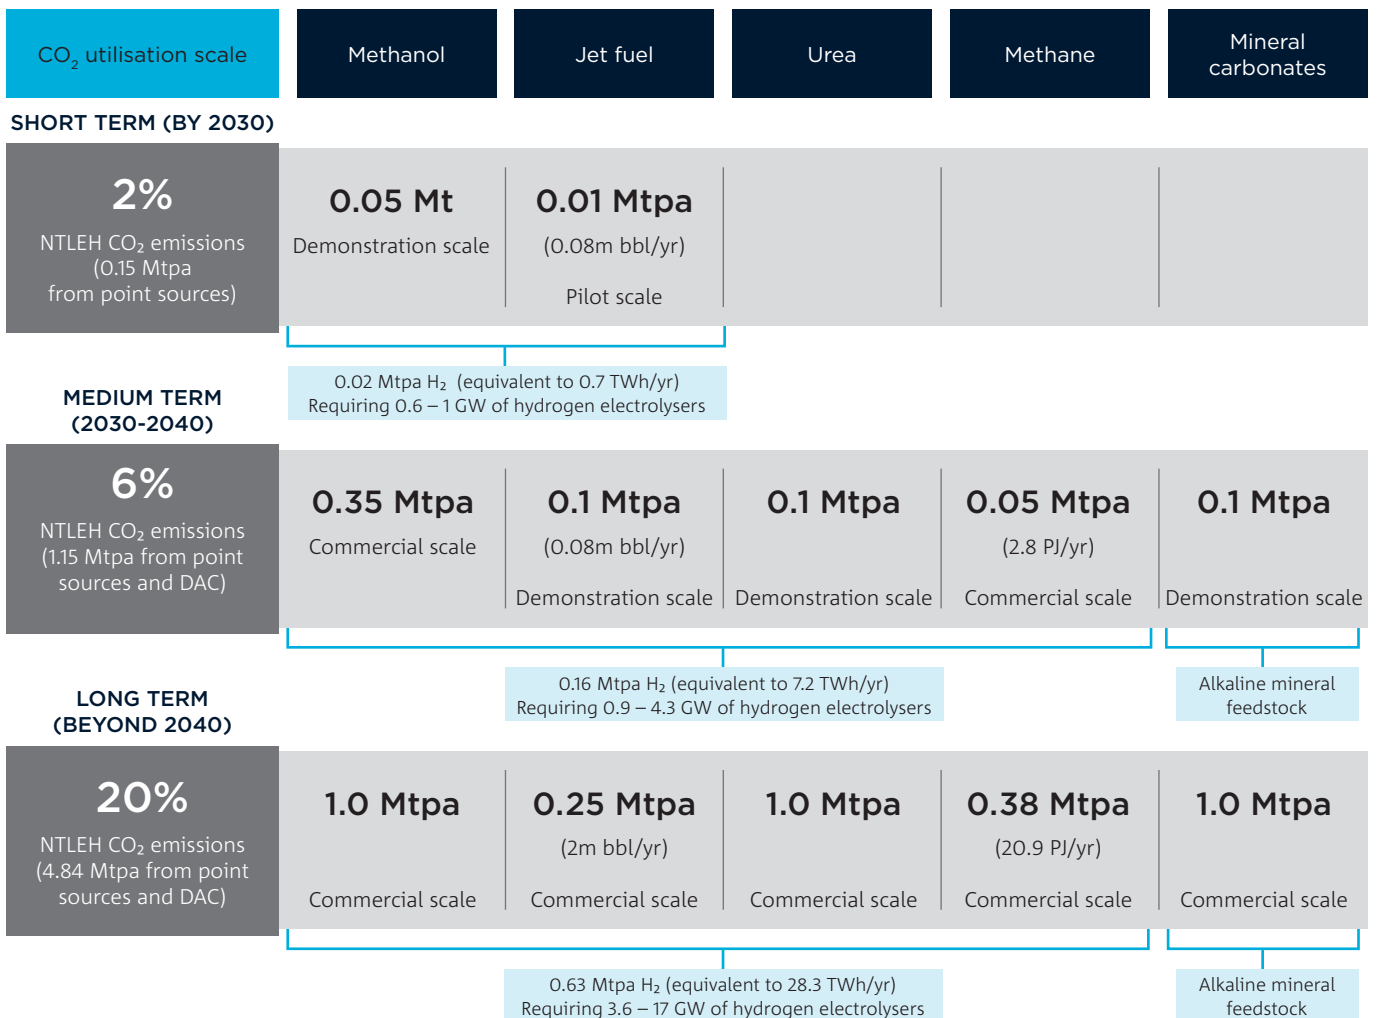 CO₂ utilisation scale
Methanol
Jet fuel
Urea
Methane
Mineral
carbonates
SHORT TERM (BY 2030)
2%
NTLEH CO₂ emissions
(0.15 Mtpa
from point sources)
0.05 Mt
Demonstration scale
0.01 Mtpa
(0.08m bbl/yr)
Pilot scale
0.02 Mtpa H₂ (equivalent to 0.7 TWh/yr)
Requiring 0.6 – 1 GW of hydrogen electrolysers
MEDIUM TERM
(2030-2040)
6%
NTLEH CO₂ emissions
(1.15 Mtpa from point
sources and DAC)
0.35 Mtpa
Commercial scale
0.1 Mtpa
(0.08m bbl/yr)
Demonstration scale
0.1 Mtpa
Demonstration scale
0.05 Mtpa
(2.8 PJ/yr)
Commercial scale
0.1 Mtpa
Demonstration scale
0.16 Mtpa H₂ (equivalent to 7.2 TWh/yr)
Requiring 0.9 – 4.3 GW of hydrogen electrolysers
Alkaline mineral
feedstock
LONG TERM
(BEYOND 2040)
20%
NTLEH CO₂ emissions
(4.84 Mtpa from point
sources and DAC)
1.0 Mtpa
Commercial scale
0.25 Mtpa
(2m bbl/yr)
Commercial scale
1.0 Mtpa
Commercial scale
0.38 Mtpa
(20.9 PJ/yr)
Commercial scale
1.0 Mtpa
Commercial scale
0.63 Mtpa H₂ (equivalent to 28.3 TWh/yr)
Requiring 3.6 – 17 GW of hydrogen electrolysers
Alkaline mineral
feedstock